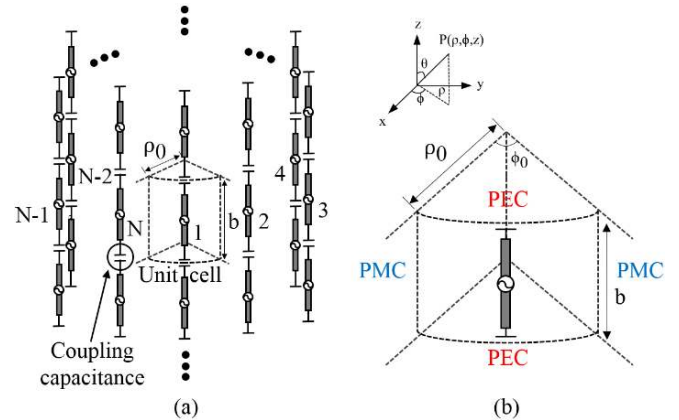 ρ0
N-2
N-1
N
1
b
2
4
3
Unit cell
Coupling
capacitance
(a)
z
P(ρ,ϕ,z)
θ
ρ
y
ϕ
x
ρ0
ϕ0
PEC
PMC
PMC
b
PEC
(b)